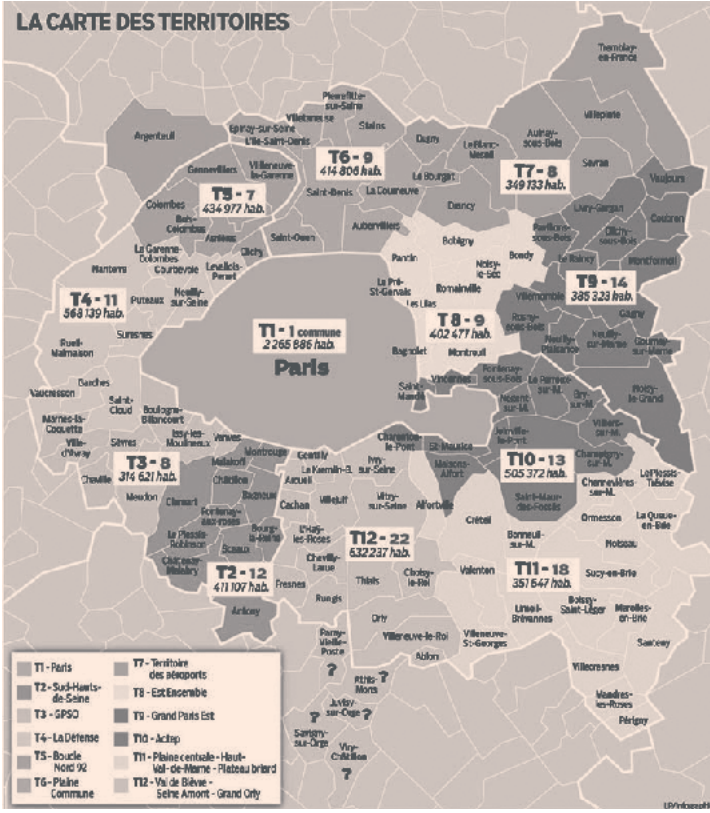 LA CARTE DES TERRITOIRES
Tremblay-
en-France
Pierrefitte-
sur-Seine
Villetaneuse
Villepinte
Argenteuil
Epinay-sur-Seine
L'Ile-Saint-Denis
Stains
Dugny
Le Blanc-
Mesnil
Aulnay-
sous-Bois
Sevran
Vaujours
Gennevilliers
Villeneuve-
la-Garenne
T6 - 9
414 806 hab.
Le Bourget
T7 - 8
349 133 hab.
T5 - 7
434 977 hab.
Colombes
Saint-Denis
La Courneuve
Drancy
Livry-Gargan
Coubron
Bois-
Colombes
Asnières
Clichy
Saint-Ouen
Aubervilliers
Pavillons-
sous-Bois
Clichy-
sous-Bois
Bobigny
La Garenne-
Colombes
Courbevoie
Levallois-
Perret
Nanterre
Pantin
Noisy-
le-Sec
Bondy
Le Raincy
Montfermeil
T4 - 11
568 139 hab.
Puteaux
Neuilly-
sur-Seine
Le Pré-
St-Gervais
Romainville
Les Lilas
Villemomble
T9 - 14
385 323 hab.
Suresnes
T1 - 1 commune
2 265 886 hab.
Paris
T 8 - 9
402 477 hab.
Rosny-
sous-Bois
Gagny
Rueil-
Malmaison
Bagnolet
Montreuil
Neuilly-
Plaisance
Neuilly-
sur-Marne
Gournay-
sur-Marne
Vaucresson
Garches
Saint-
Cloud
Boulogne-
Billancourt
Saint-
Mandé
Vincennes
Fontenay-
sous-Bois
Le Perreux-
sur-M.
Noisy-
le-Grand
Nogent
sur-M.
Bry-
sur-M.
Marnes-la-
Coquette
Ville-
d'Avray
Sèvres
Issy-les-
Moulineaux
Vanves
Joinville-
le-Pont
Villiers-
sur-M.
Charenton-
le-Pont
St-Maurice
Montrouge
Malakoff
Gentilly
Le Kremlin-B.
Ivry-
sur-Seine
Maisons-
Alfort
T10 - 13
505 372 hab.
Champigny-
sur-M.
Le Plessis-
Trévise
T3 - 8
314 621 hab.
Chaville
Meudon
Clamart
Châtillon
Bagneux
Arcueil
Cachan
Villejuif
Vitry-
sur-Seine
Alfortville
Saint-Maur-
des-Fossés
Chennevières-
sur-M.
Fontenay-
aux-roses
Créteil
Ormesson
La Queue-
en-Brie
Le Plessis-
Robinson
Sceaux
Bourg-
la-Reine
L'Haÿ-
les-Roses
T12 - 22
632 237 hab.
Bonneuil-
sur-M.
Noiseau
Châtenay-
Malabry
Chevilly-
Larue
T2 - 12
411 107 hab.
Fresnes
Thiais
Choisy-
le-Roi
Valenton
T11 - 18
351 647 hab.
Sucy-en-Brie
Rungis
Limeil-
Brévannes
Boissy-
Saint-Léger
Marolles-
en-Brie
Antony
Orly
Santeny
Paray-
Vieille-
Poste
?
Villeneuve-le-Roi
Villeneuve-
St-Georges
Ablon
Villecresnes
Athis-
Mons ?
Juvisy-
sur-Orge ?
Mandres-
les-Roses
Périgny
?
Savigny-
sur-Orge
Viry-
Châtillon
?
T1 - Paris
T2 - Sud-Hauts-
de-Seine
T3 - GPSO
T4 - La Défense
T5 - Boucle
Nord 92
T6 - Plaine
Commune
T7 - Territoire
des aéroports
T8 - Est Ensemble
T9 - Grand Paris Est
T10 - Actep
T11 - Plaine centrale - Haut-
Val-de-Marne - Plateau briard
T12 - Val de Bièvre -
Seine Amont - Grand Orly